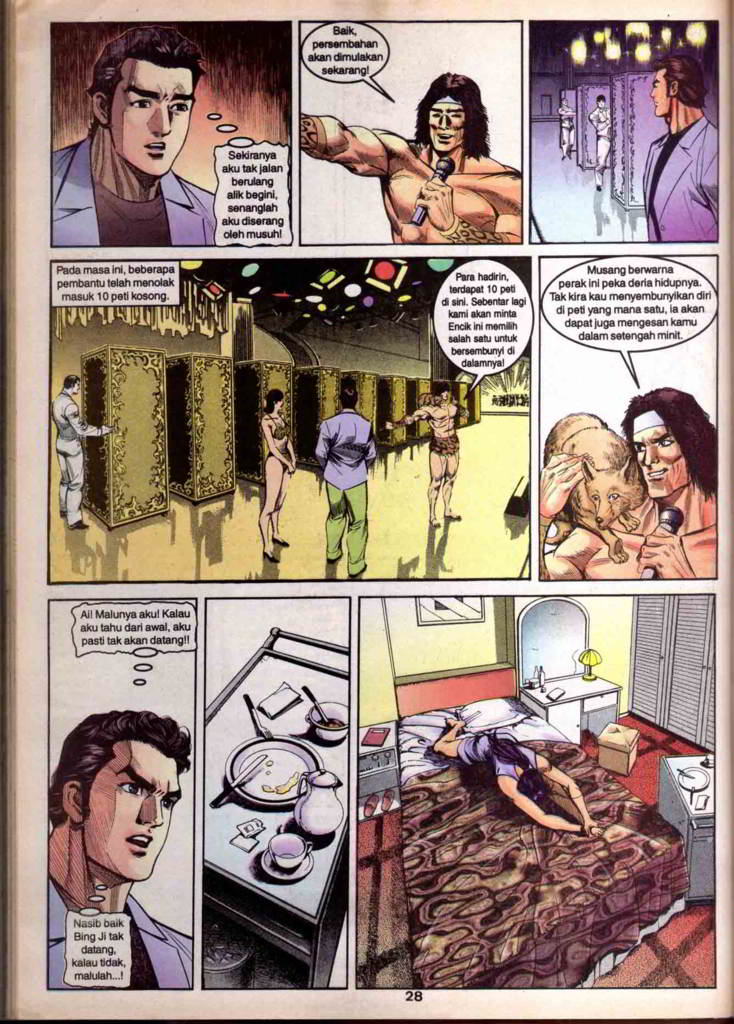 Sekiranya
aku tak jalan
berulang
alik begini,
senanglah
aku diserang
oleh musuh!
Baik,
persembahan
akan dimulakan
sekarang!
Pada masa ini, beberapa
pembantu telah menolak
masuk 10 peti kosong.
Para hadirin,
terdapat 10 peti
di sini. Sebentar lagi
kami akan minta
Encik ini memilih
salah satu untuk
bersembunyi di
dalamnya!
Musang berwarna
perak ini peka deria hidupnya.
Tak kira kau menyembunyikan diri
di peti yang mana satu, ia akan
dapat juga mengesan kamu
dalam setengah minit.
Ai! Malunya aku! Kalau
aku tahu dari awal, aku
pasti tak akan datang!!
Nasib baik
Bing Ji tak
datang,
kalau tidak,
malulah...!
28